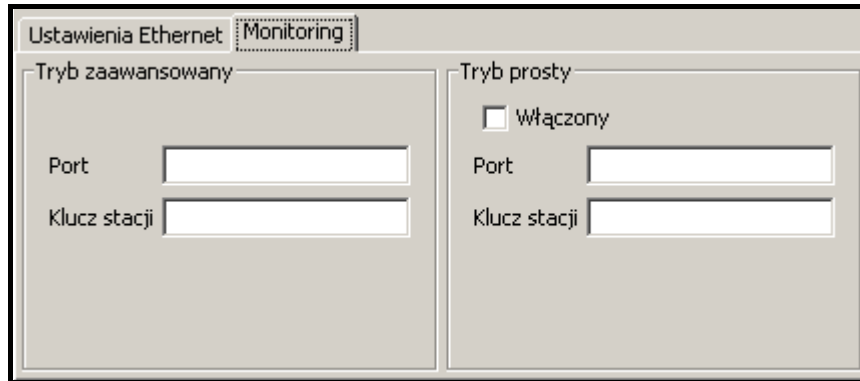 Ustawienia Ethernet Monitoring
Tryb zaawansowany
Port
Klucz stacji
Tryb prosty
Włączony
Port
Klucz stacji